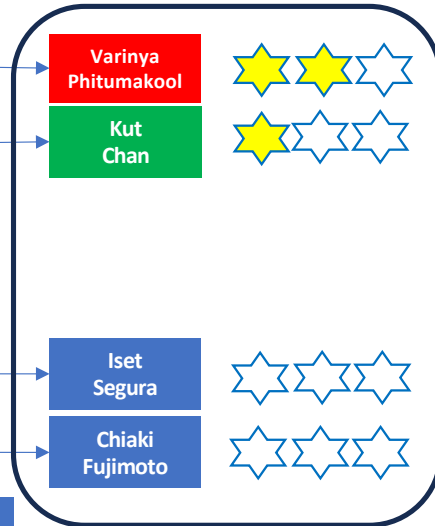 Varinya
Phitumakool
Kut
Chan
Iset
Segura
Chiaki
Fujimoto